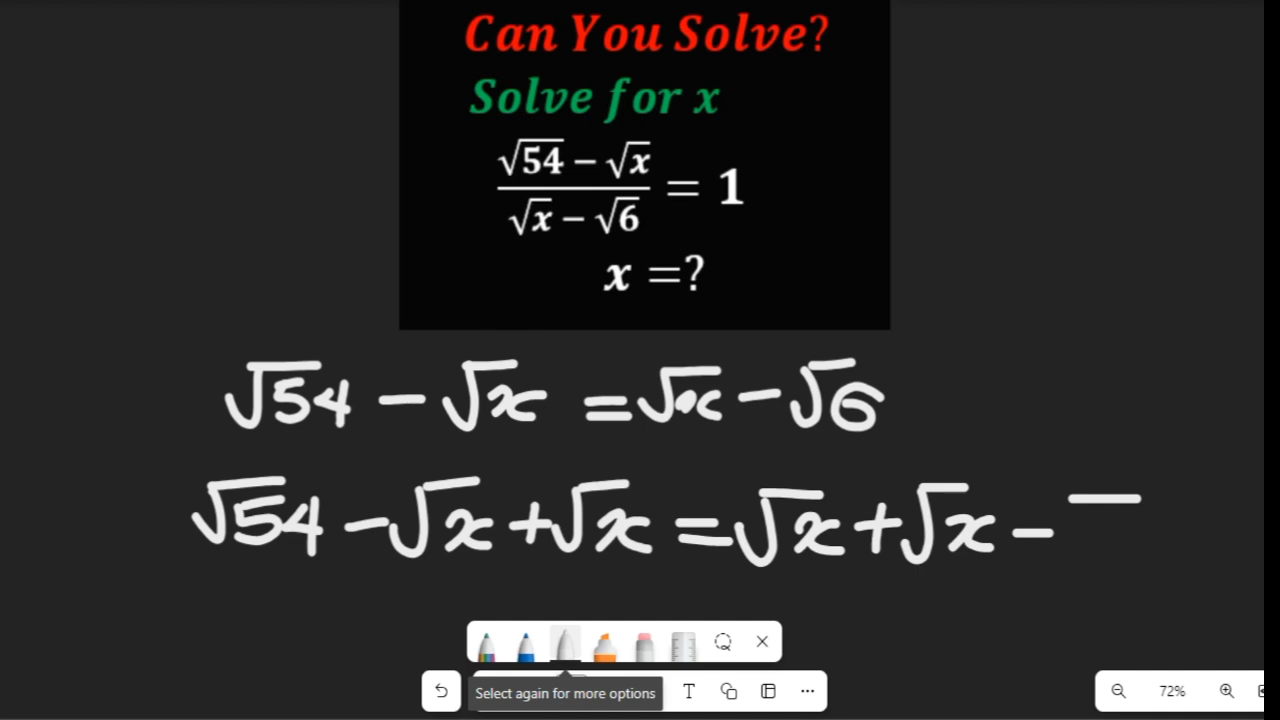 Can You Solve?
Solve for x
(√54 − √x)/(√x − √6) = 1
x =?
√54 − √x = √x − √6
√54 − √x + √x = √x + √x −
Select again for more options
T
72%